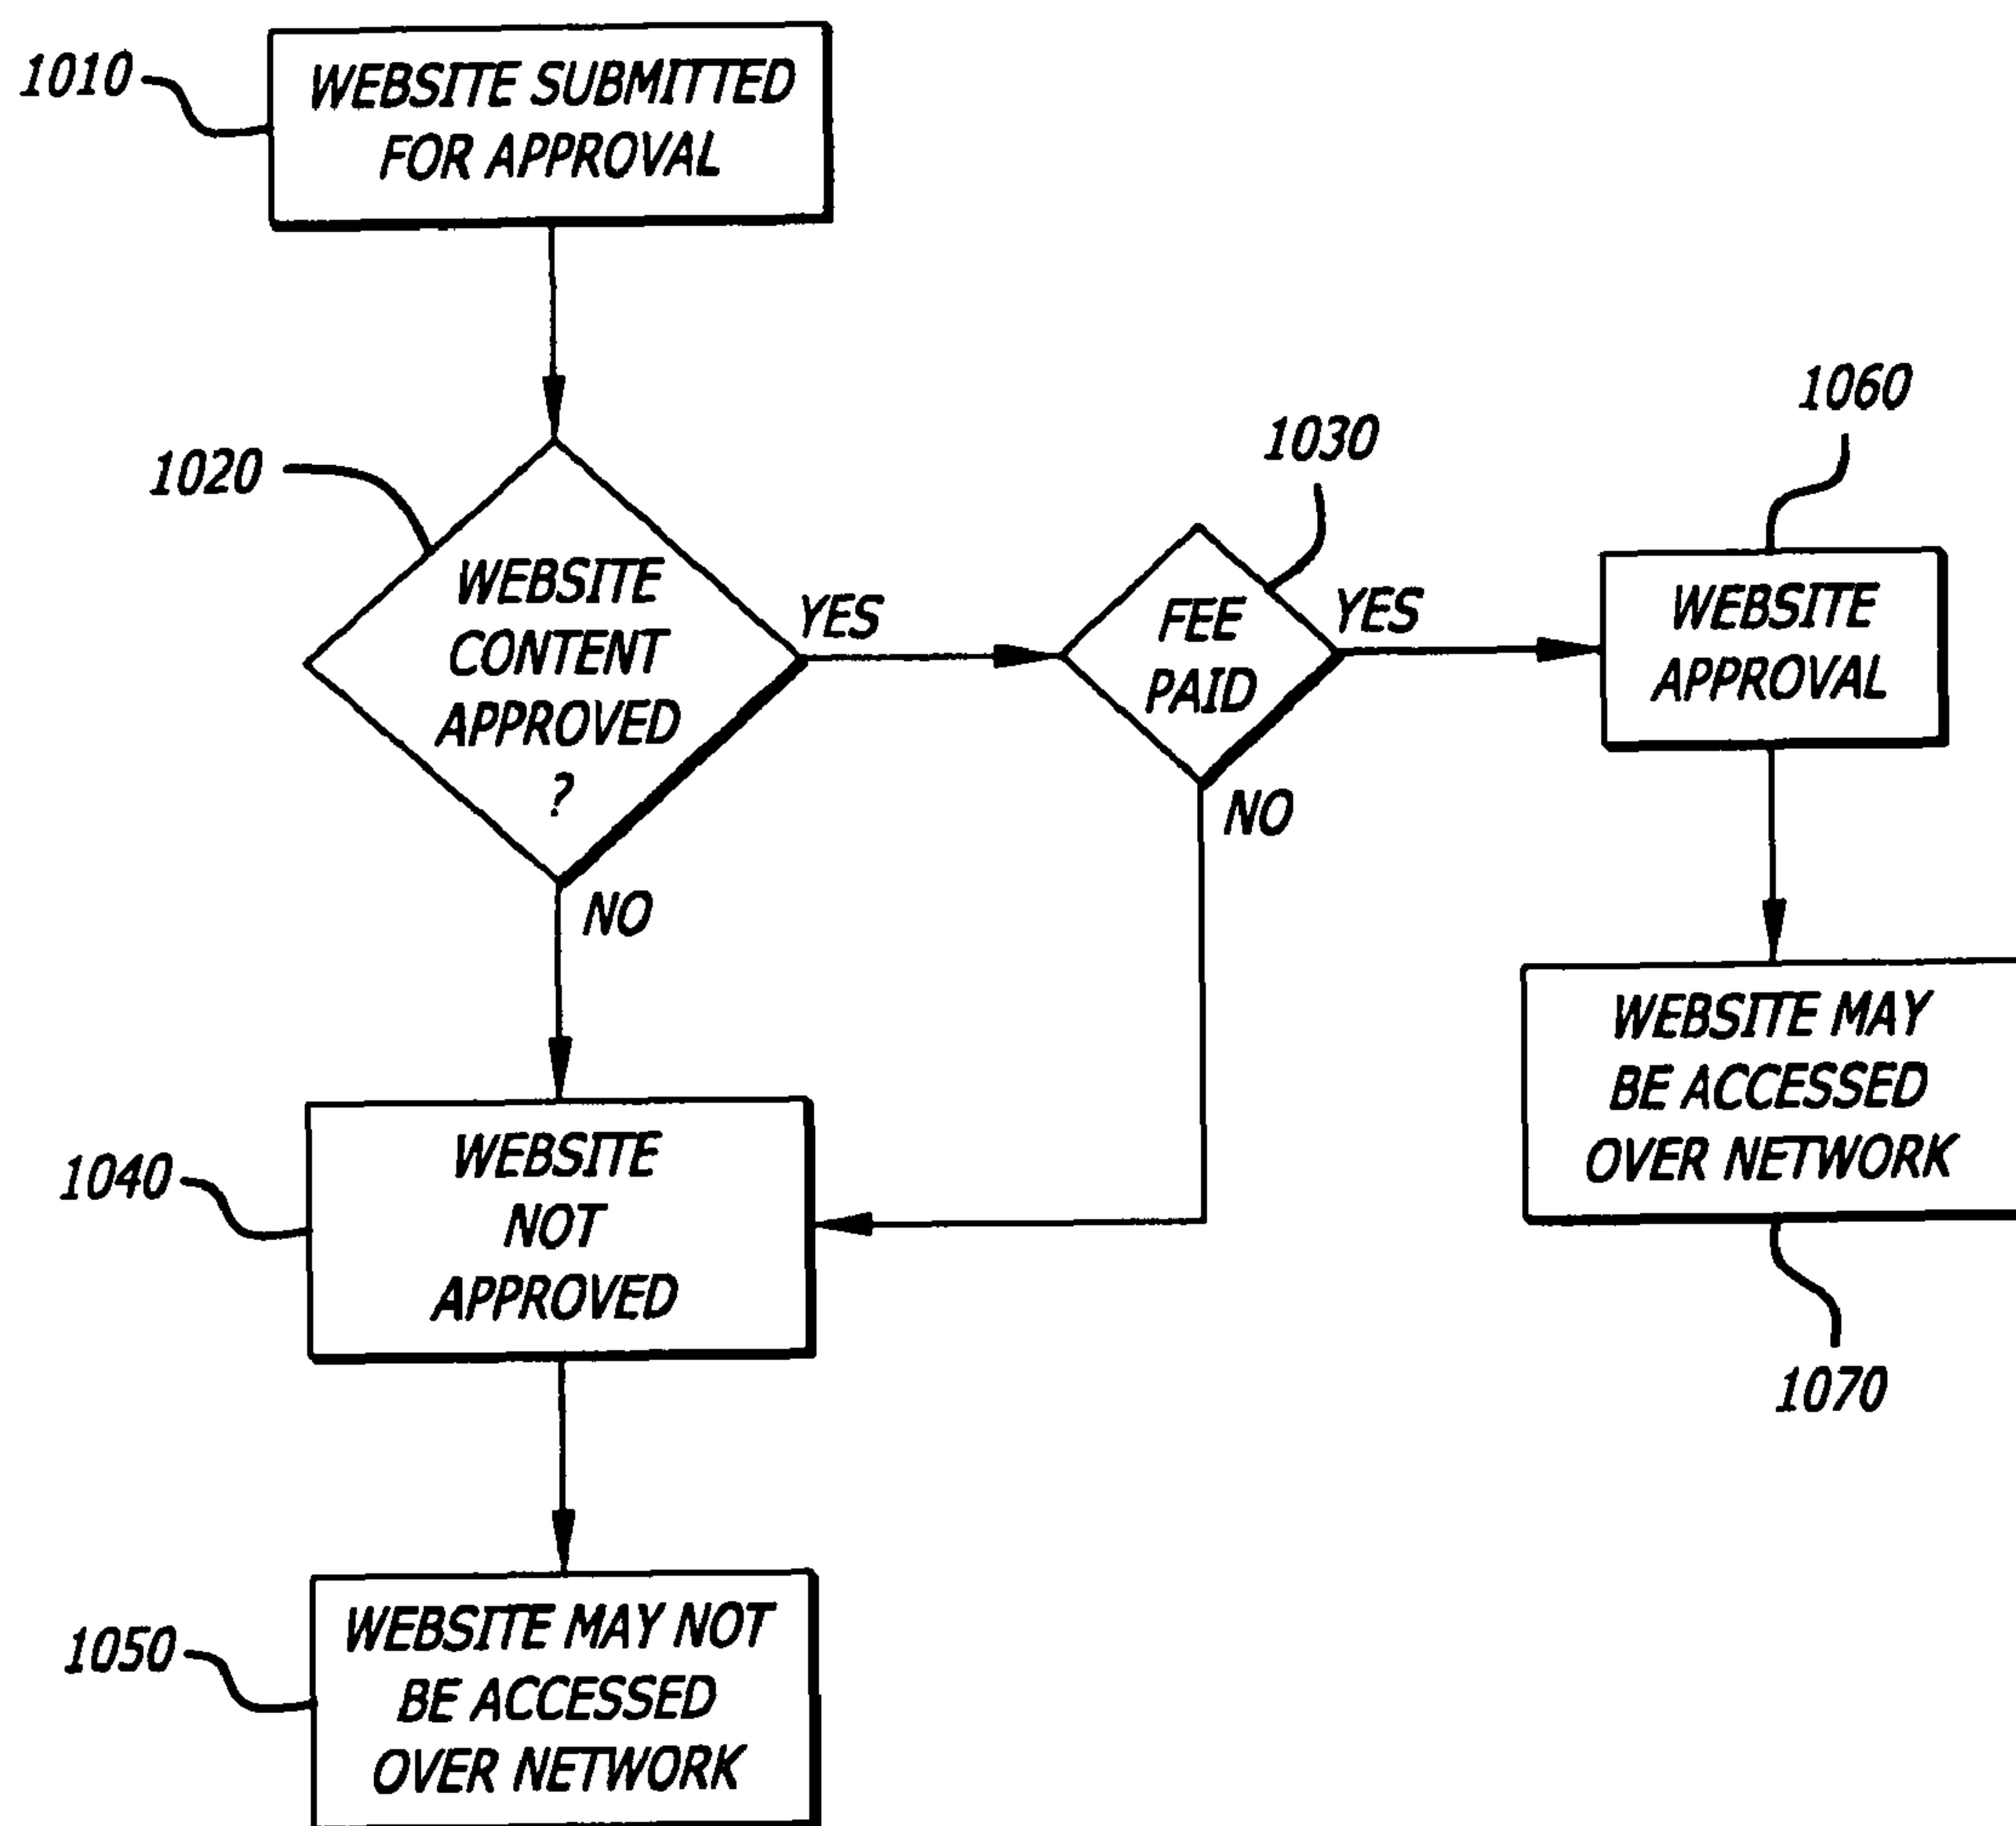 1010
WEBSITE SUBMITTED
FOR APPROVAL
1020
WEBSITE
CONTENT
APPROVED
?
YES
NO
1030
FEE
PAID
YES
NO
1060
WEBSITE
APPROVAL
WEBSITE MAY
BE ACCESSED
OVER NETWORK
1070
1040
WEBSITE
NOT
APPROVED
1050
WEBSITE MAY NOT
BE ACCESSED
OVER NETWORK